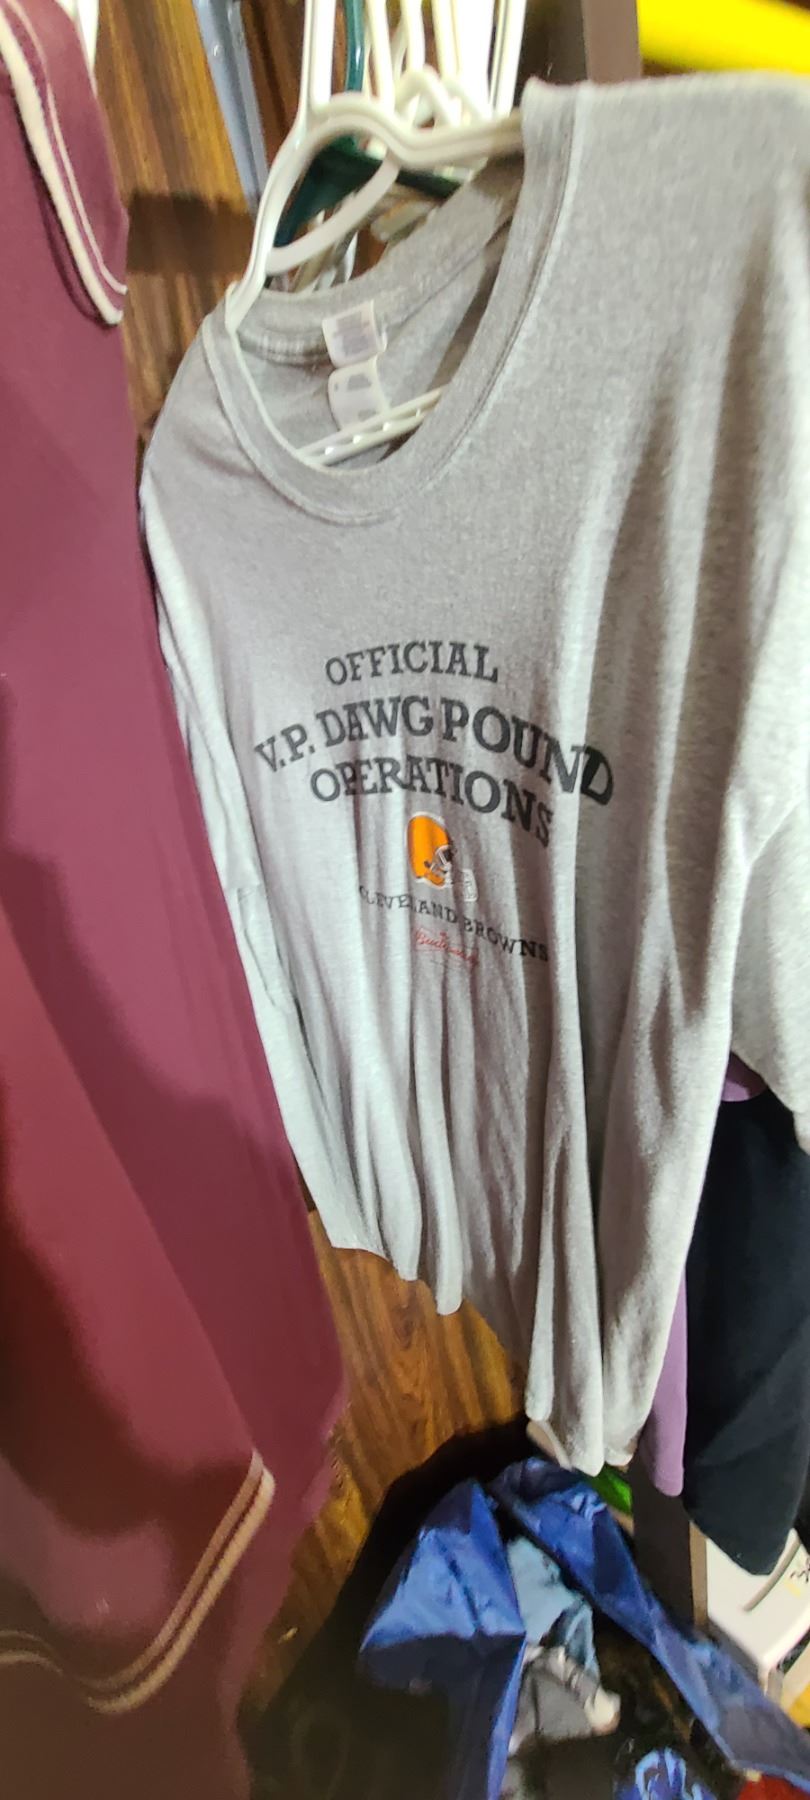 OFFICIAL
V.P. DAWG POUND
OPERATIONS
CLEVELAND BROWNS
Budweiser